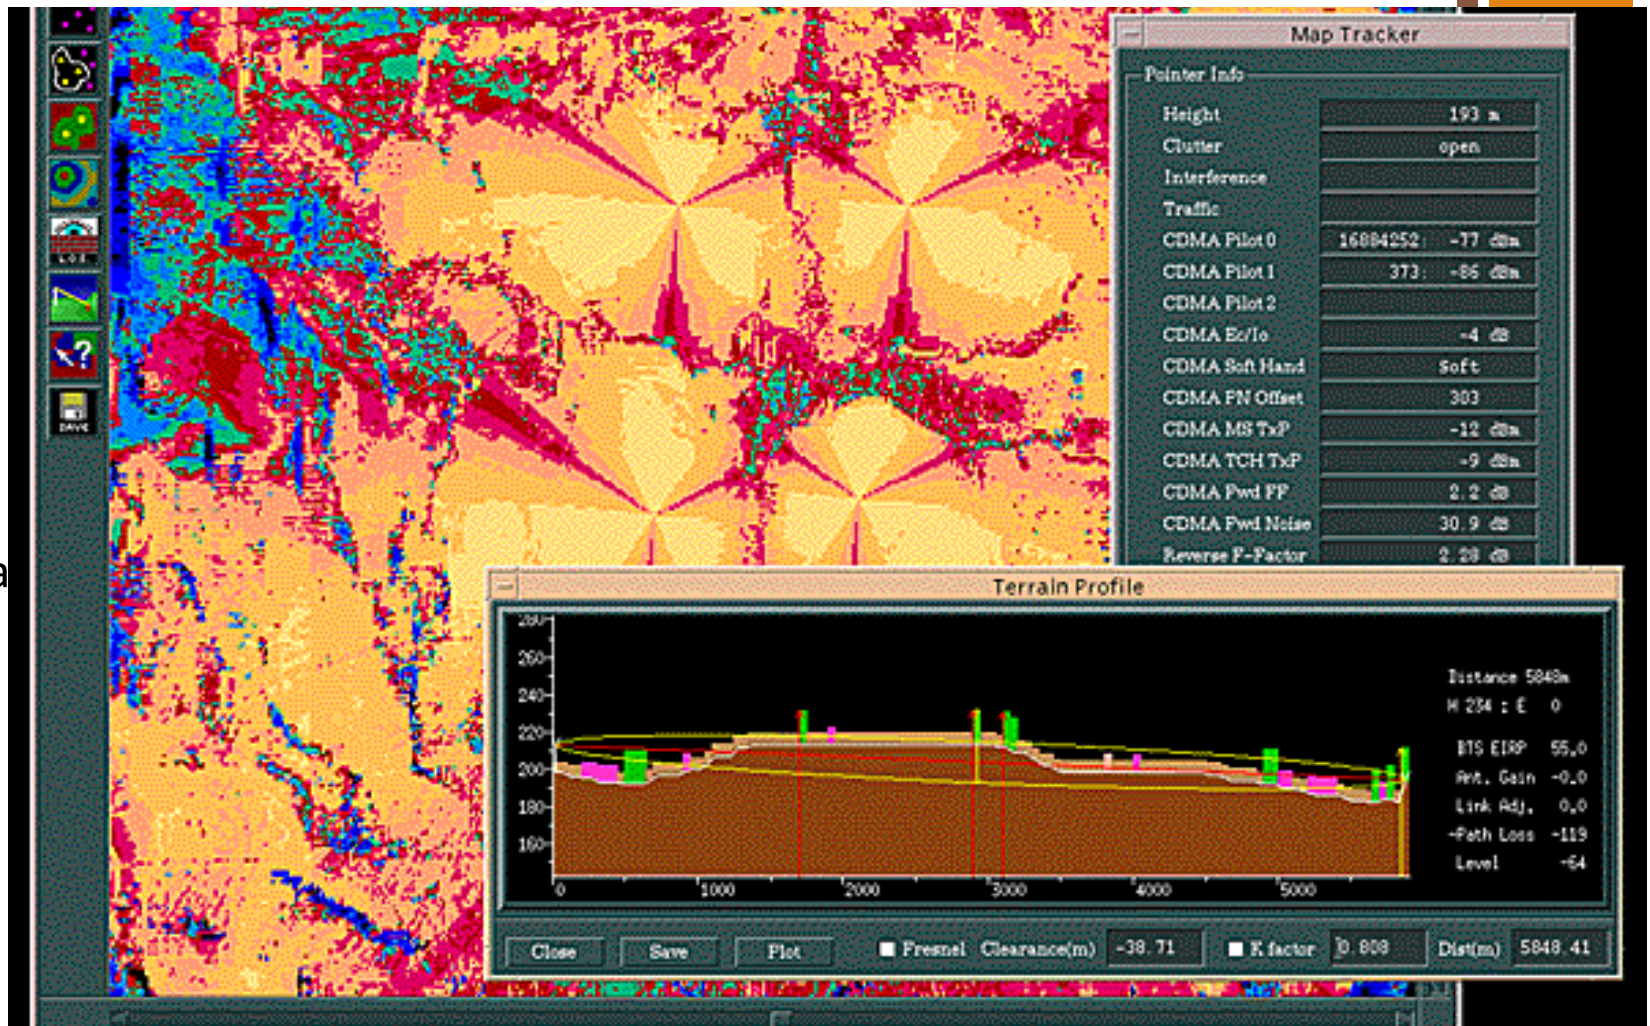 Map Tracker
Pointer Info
Height 193 m
Clutter open
Interference
Traffic
CDMA Pilot 0 16884252: -77 dBm
CDMA Pilot 1 373: -86 dBm
CDMA Pilot 2
CDMA Ec/Io -4 dB
CDMA Soft Hand Soft
CDMA PN Offset 303
CDMA MS TxP -12 dBm
CDMA TCH TxP -9 dBm
CDMA Fwd FF 2.2 dB
CDMA Fwd Noise 30.9 dB
Reverse F-Factor 2.28 dB
L.O.S.
?
SAVE
a
Terrain Profile
280
260
240
220
200
180
160
0 1000 2000 3000 4000 5000
Distance 5848m
H 234 : E 0
BTS EIRP 55.0
Ant. Gain -0.0
Link Adj. 0.0
-Path Loss -119
Level -64
Close Save Plot Fresnel Clearance(m) -38.71 K factor 0.808 Dist(m) 5848.41